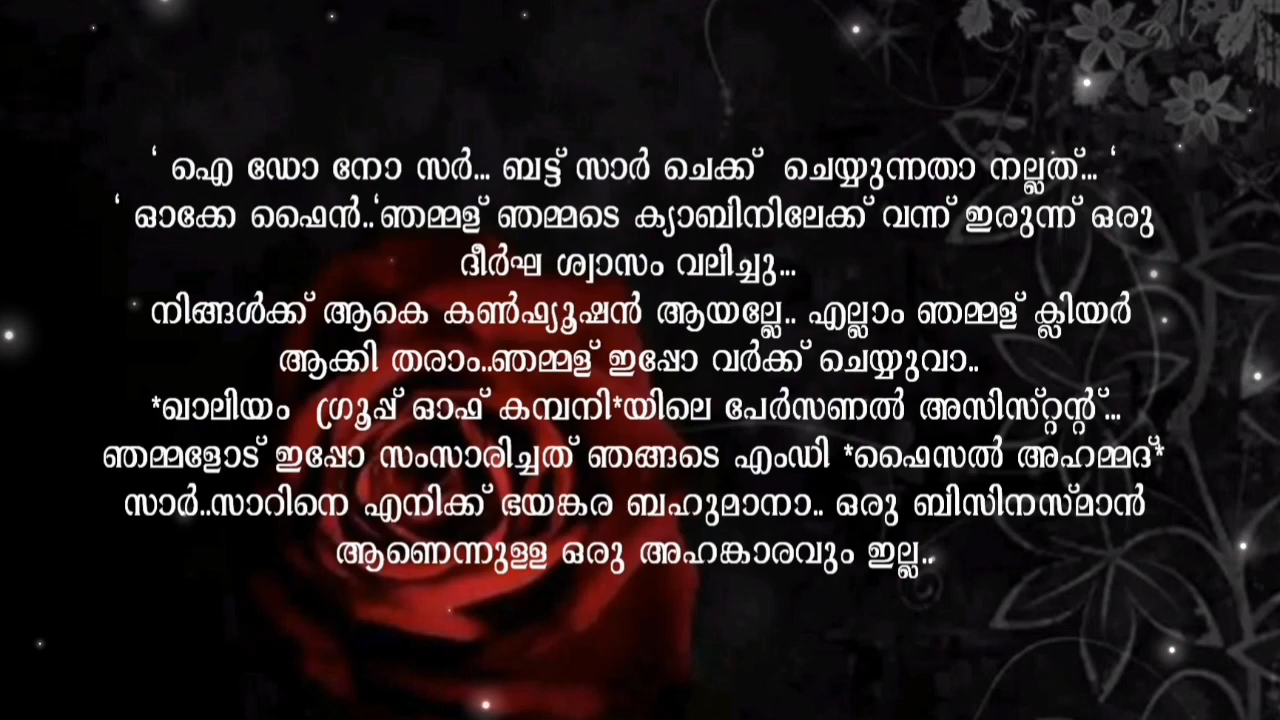 ‘ ഐ ഡോ നോ സർ... ബട്ട് സാർ ചെക്ക് ചെയ്യുന്നതാ നല്ലത്...‘
‘ ഓക്കേ ഫൈൻ..‘ഞമ്മള് ഞമ്മടെ ക്യാബിനിലേക്ക് വന്ന് ഇരുന്ന് ഒരു
ദീർഘ ശ്വാസം വലിച്ചു...
നിങ്ങൾക്ക് ആകെ കൺഫ്യൂഷൻ ആയല്ലേ.. എല്ലാം ഞമ്മള് ക്ലിയർ
ആക്കി തരാം..ഞമ്മള് ഇപ്പോ വർക്ക് ചെയ്യുവാ..
*ഖാലിയം ഗ്രൂപ്പ് ഓഫ് കമ്പനി*യിലെ പേർസണൽ അസിസ്റ്റന്റ്...
ഞമ്മളോട് ഇപ്പോ സംസാരിച്ചത് ഞങ്ങടെ എംഡി *ഫൈസൽ അഹമ്മദ്*
സാർ..സാറിനെ എനിക്ക് ഭയങ്കര ബഹുമാനാ.. ഒരു ബിസിനസ്മാൻ
ആണെന്നുള്ള ഒരു അഹങ്കാരവും ഇല്ല..